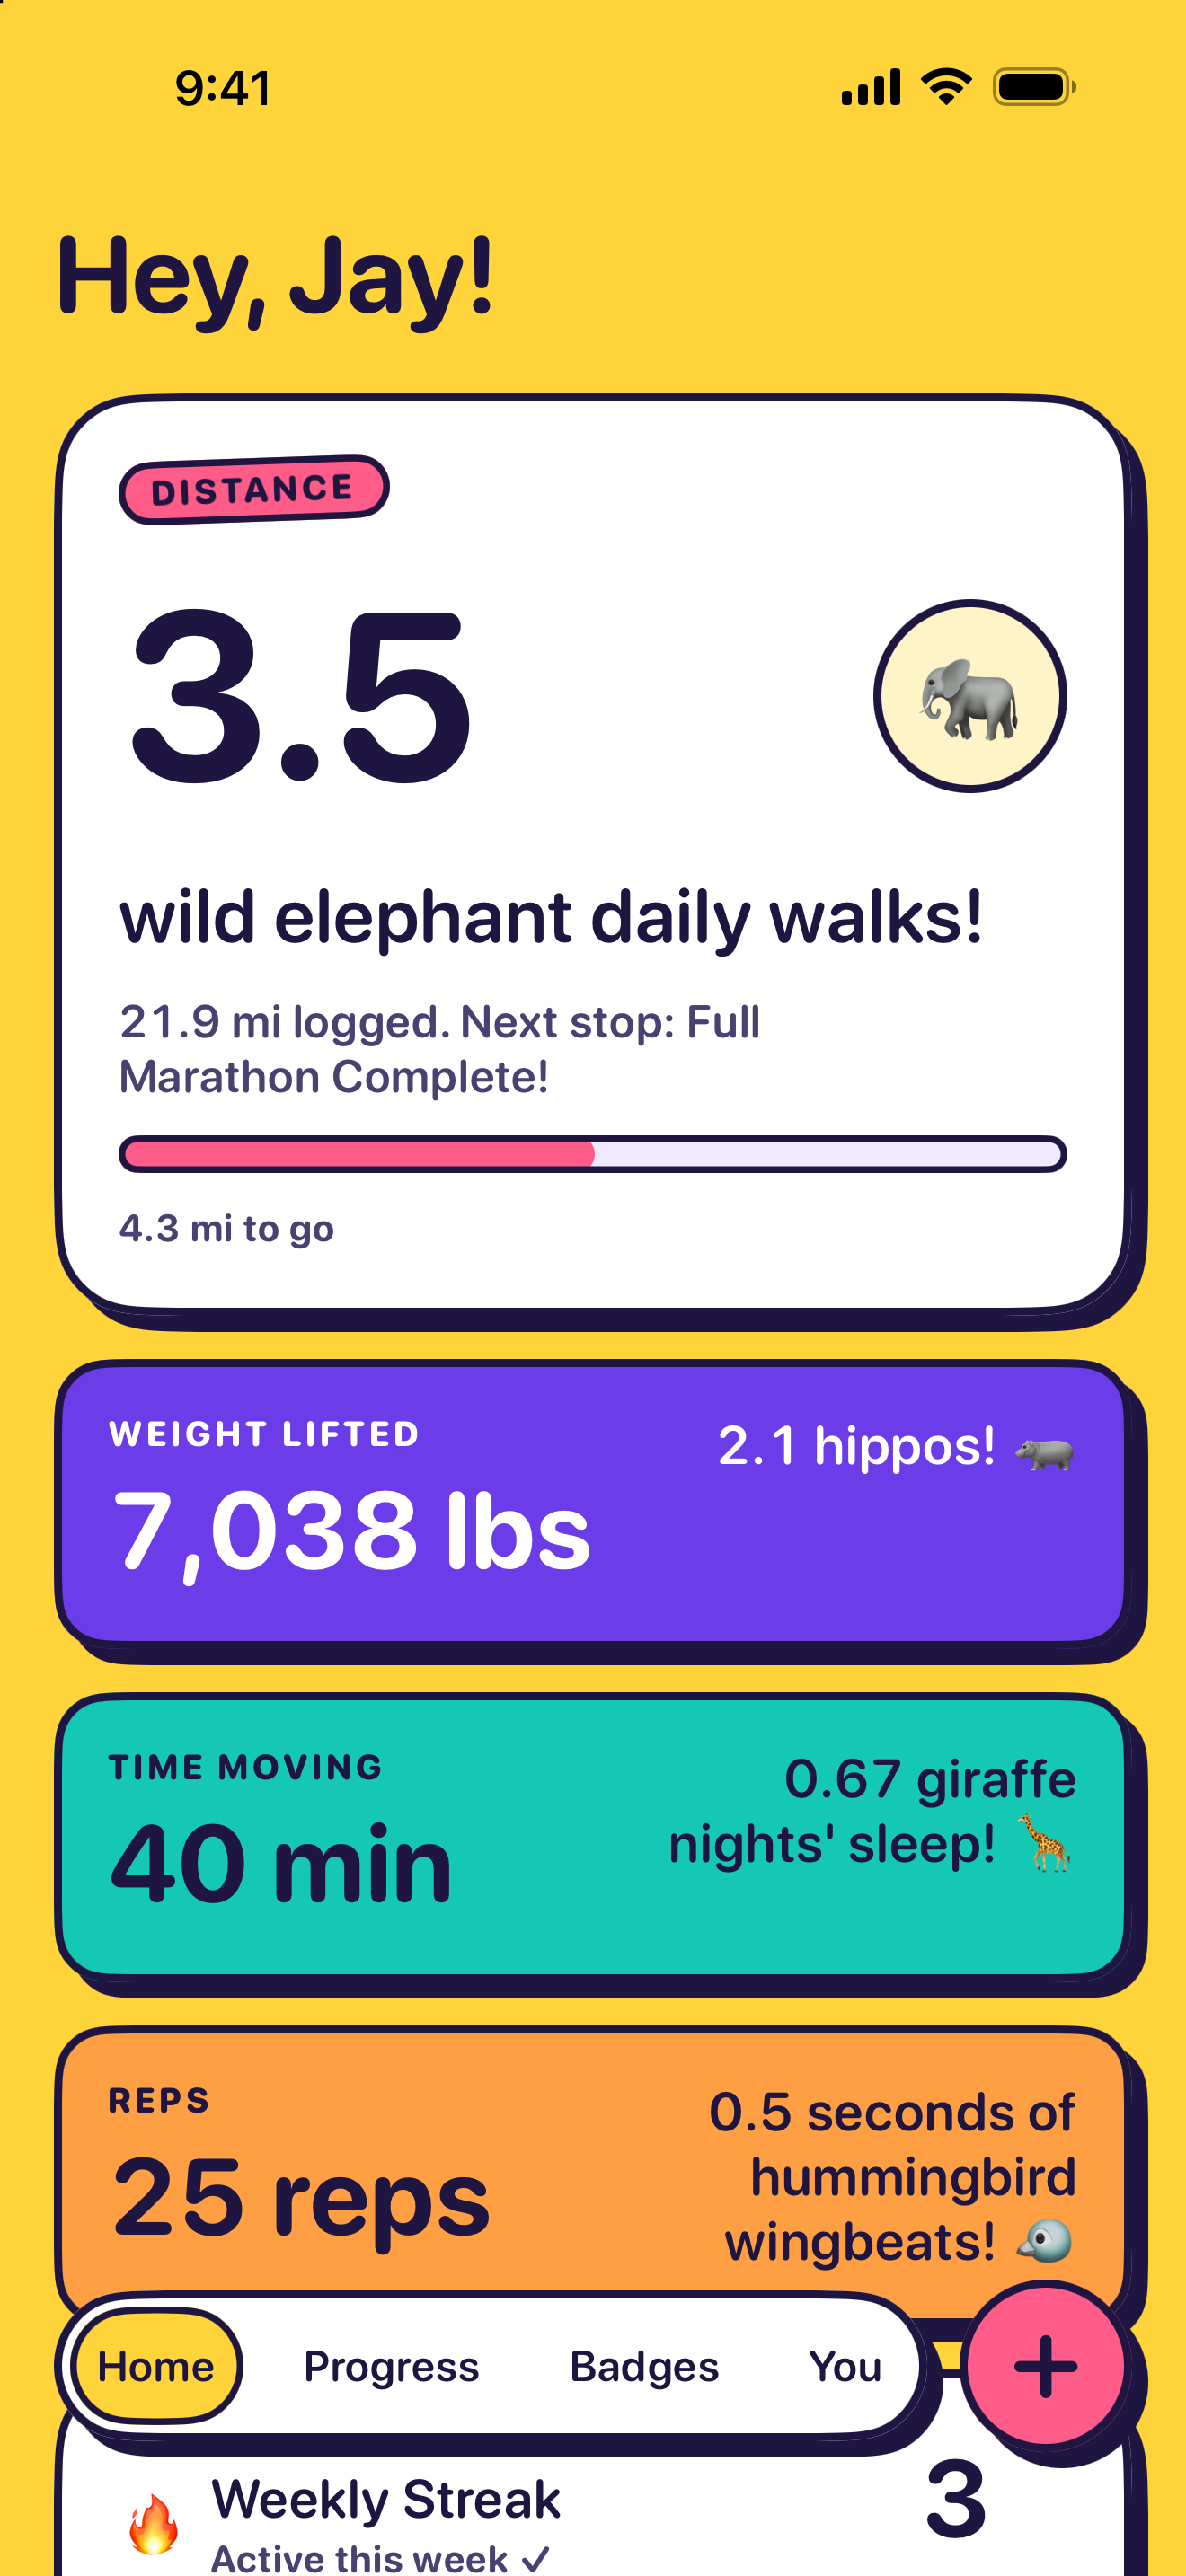 9:41
Hey, Jay!
DISTANCE
3.5
wild elephant daily walks!
21.9 mi logged. Next stop: Full
Marathon Complete!
4.3 mi to go
WEIGHT LIFTED
7,038 lbs
2.1 hippos! 🦛
TIME MOVING
40 min
0.67 giraffe
nights' sleep! 🦒
REPS
25 reps
0.5 seconds of
hummingbird
wingbeats! 🐦
Home
Progress
Badges
You
+
Weekly Streak
Active this week ✓
3